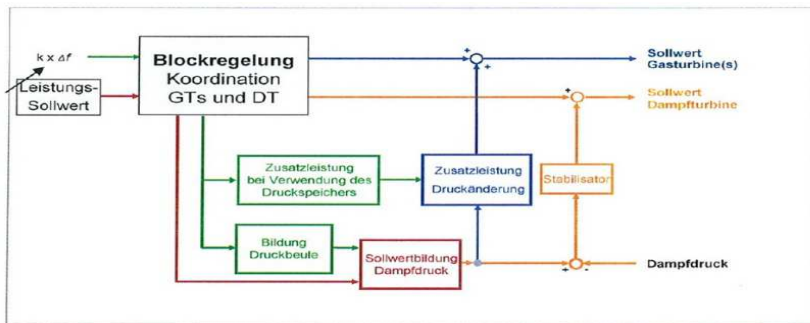 k x Δf
Leistungs-
Sollwert
Blockregelung
Koordination
GTs und DT
+
+
Sollwert
Gasturbine(s)
+
Sollwert
Dampfturbine
Zusatzleistung
bei Verwendung des
Druckspeichers
Zusatzleistung
Druckänderung
Stabilisator
Bildung
Druckbeule
Sollwertbildung
Dampfdruck
+
-
Dampfdruck